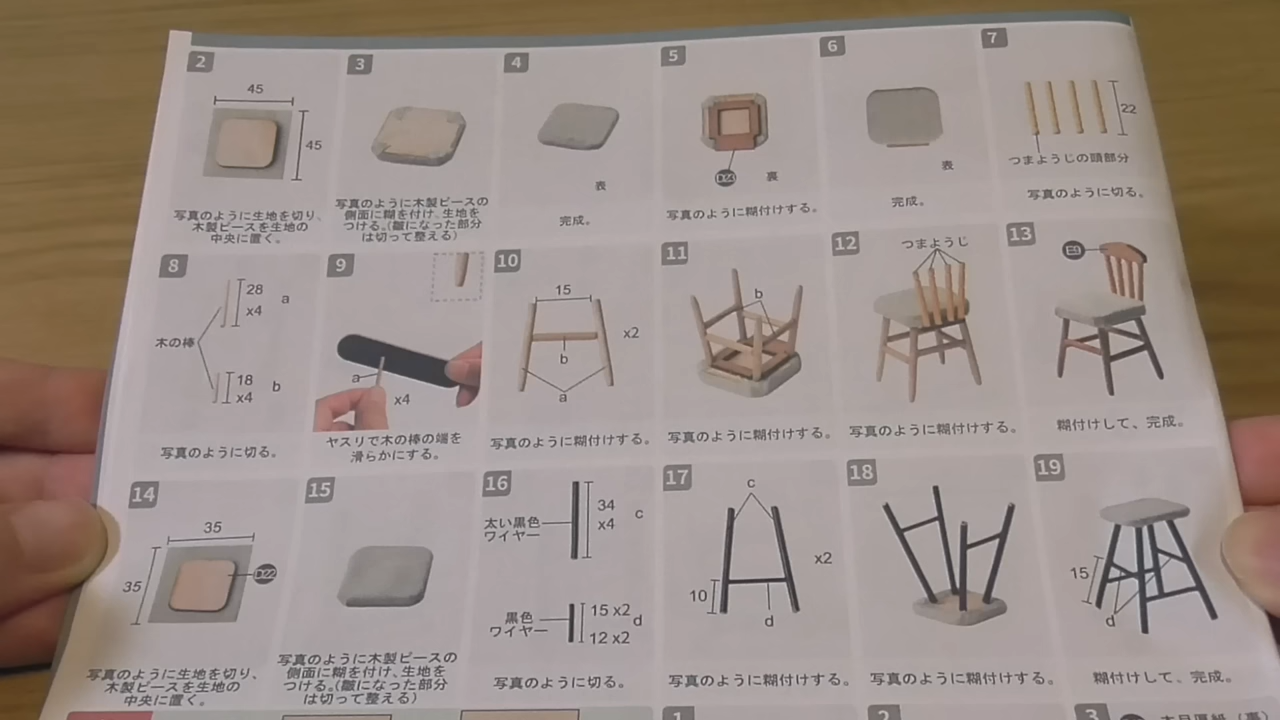 2
45
45
写真のように生地を切り、
木製ピースを生地の
中央に置く。
3
写真のように木製ピースの
側面に糊を付け、生地を
つける。(皺になった部分
は切って整える)
4
表
完成。
5
D23
裏
写真のように糊付けする。
6
表
完成。
7
22
つまようじの頭部分
写真のように切る。
8
28
x4
a
木の棒
18
x4
b
写真のように切る。
9
a
x4
ヤスリで木の棒の端を
滑らかにする。
10
15
x2
b
a
写真のように糊付けする。
11
b
写真のように糊付けする。
12
つまようじ
写真のように糊付けする。
13
E1
糊付けして、完成。
14
35
35
D22
写真のように生地を切り、
木製ピースを生地の
中央に置く。
15
写真のように木製ピースの
側面に糊を付け、生地を
つける。(皺になった部分
は切って整える)
16
太い黒色
ワイヤー
34
x4
c
黒色
ワイヤー
15 x2
12 x2
d
写真のように切る。
17
c
x2
10
d
写真のように糊付けする。
18
写真のように糊付けする。
19
15
d
糊付けして、完成。
1
2
3